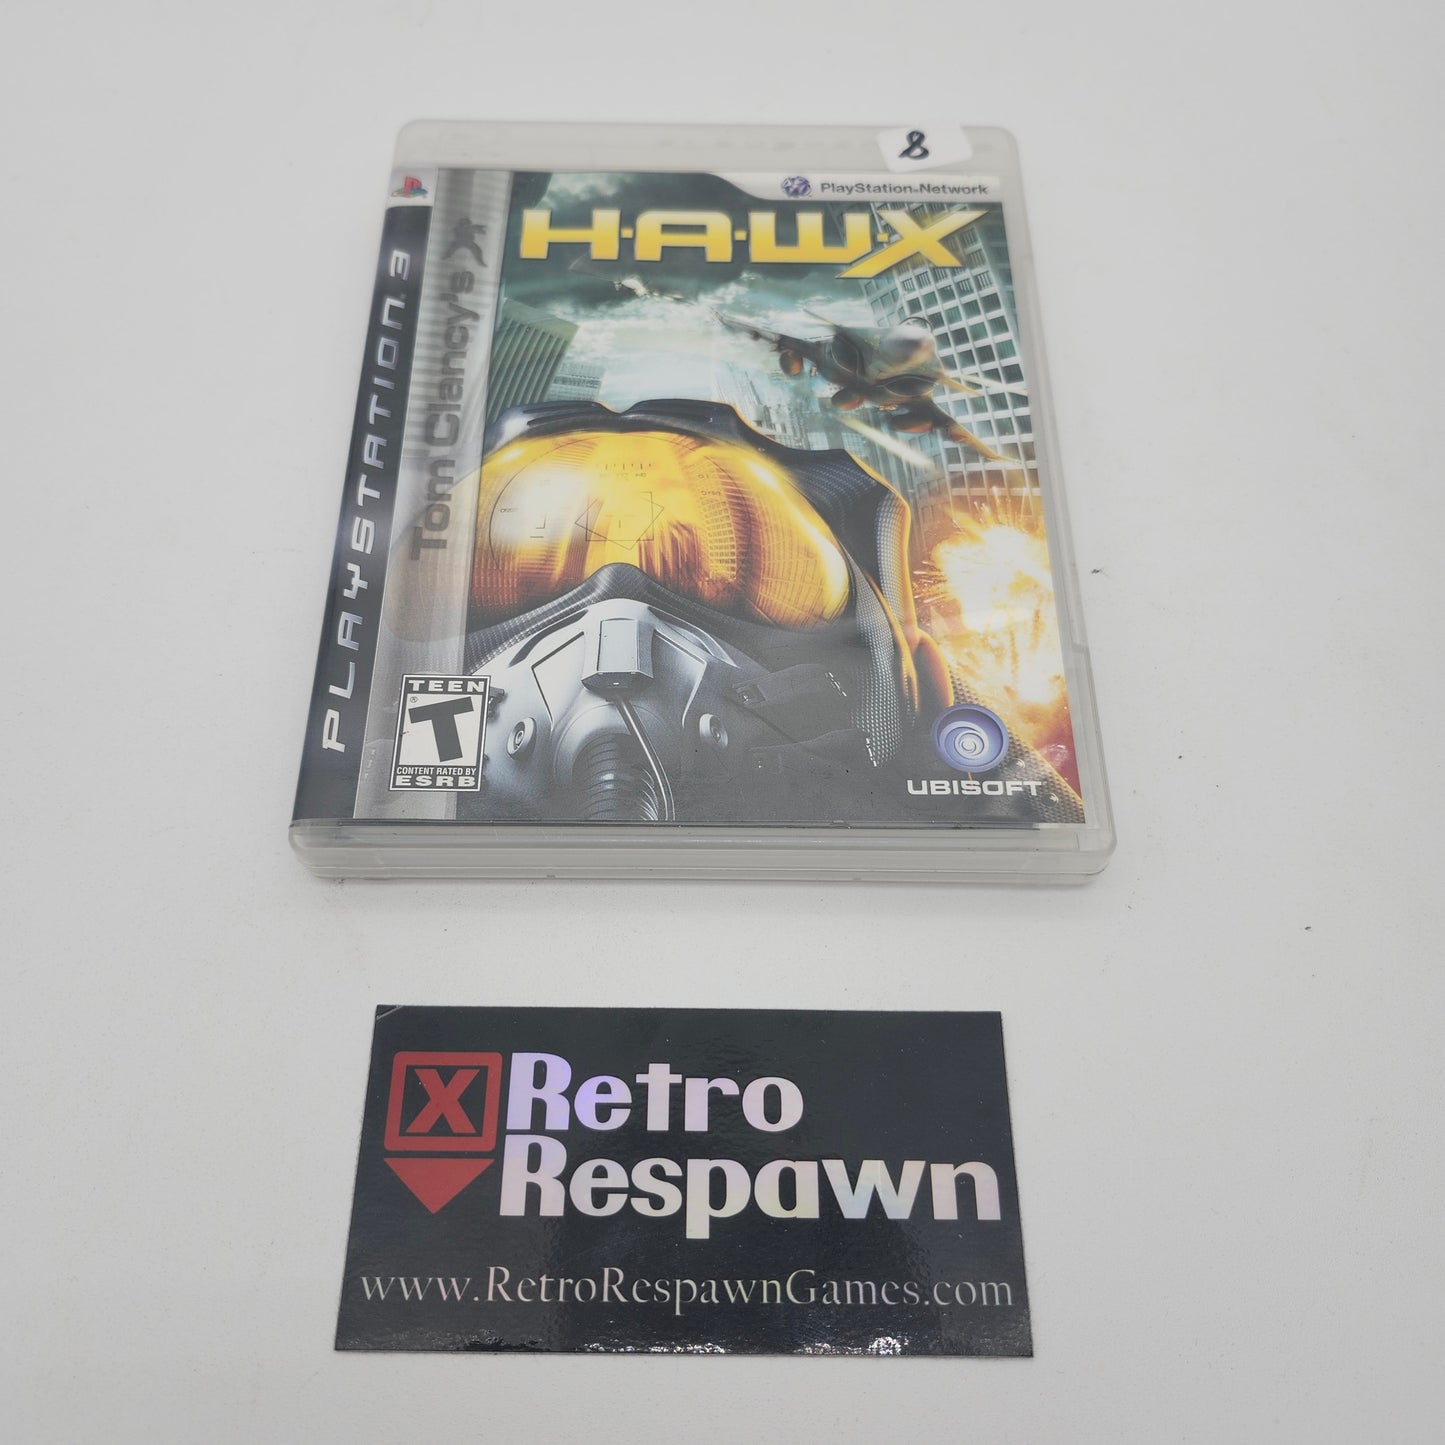 8
PlayStation®Network
H·A·W·X
PLAYSTATION 3
Tom Clancy's
TEEN
T
CONTENT RATED BY
ESRB
UBISOFT
X
Retro
Respawn
www.RetroRespawnGames.com